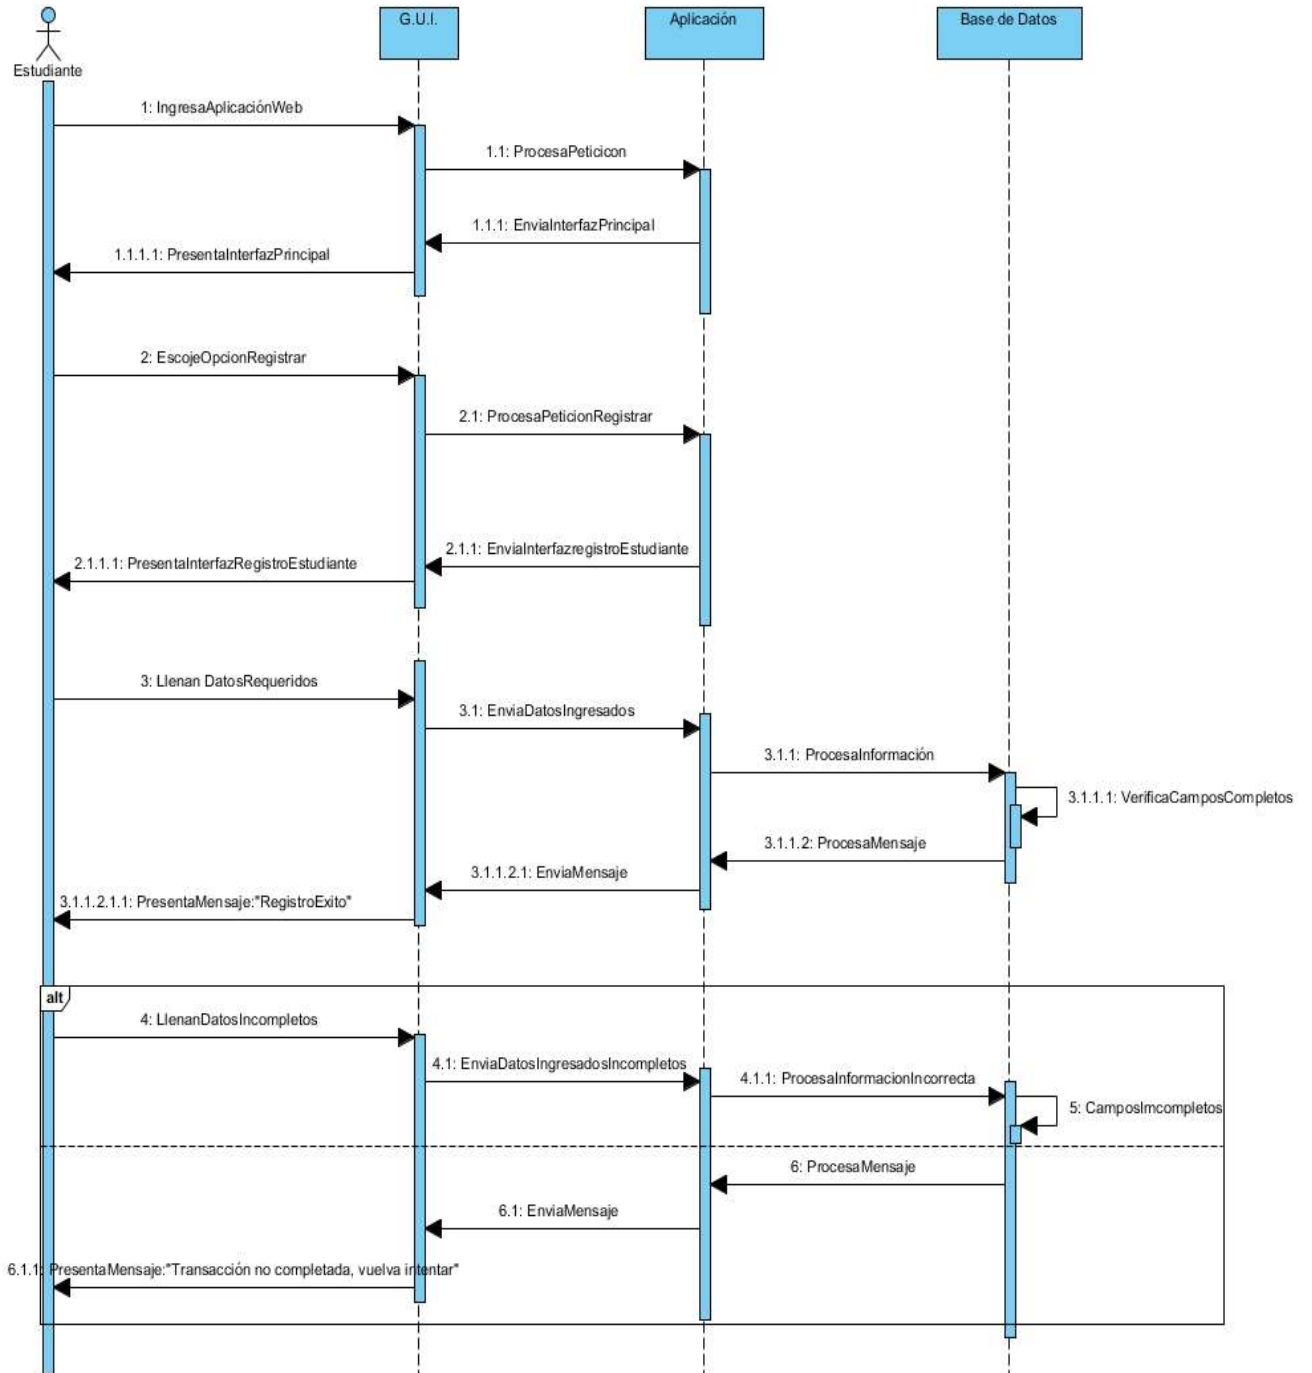 G.U.I.
Aplicación
Base de Datos
Estudiante
1: IngresaAplicaciónWeb
1.1: ProcesaPeticicon
1.1.1: EnviaInterfazPrincipal
1.1.1.1: PresentaInterfazPrincipal
2: EscojeOpcionRegistrar
2.1: ProcesaPeticionRegistrar
2.1.1: EnviaInterfazregistroEstudiante
2.1.1.1: PresentaInterfazRegistroEstudiante
3: Llenan DatosRequeridos
3.1: EnviaDatosIngresados
3.1.1: ProcesaInformación
3.1.1.1: VerificaCamposCompletos
3.1.1.2: ProcesaMensaje
3.1.1.2.1: EnviaMensaje
3.1.1.2.1.1: PresentaMensaje:"RegistroExito"
alt
4: LlenanDatosIncompletos
4.1: EnviaDatosIngresadosIncompletos
4.1.1: ProcesaInformacionIncorrecta
5: CamposImcompletos
6: ProcesaMensaje
6.1: EnviaMensaje
6.1.1: PresentaMensaje:"Transacción no completada, vuelva intentar"